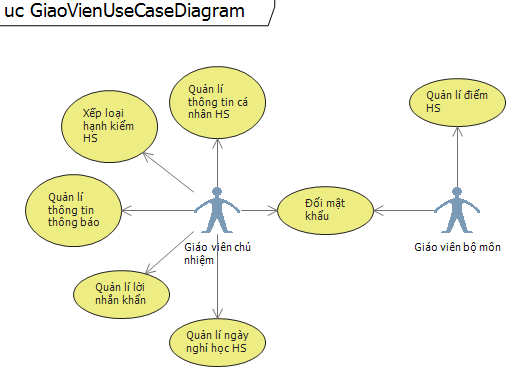 uc GiaoVienUseCaseDiagram
Quản lí
thông tin cá
nhân HS
Quản lí điểm
HS
Xếp loại
hạnh kiểm
HS
Quản lí
thông tin
thông báo
Đổi mật
khẩu
Giáo viên chủ
nhiệm
Giáo viên bộ môn
Quản lí lời
nhắn khẩn
Quản lí ngày
nghỉ học HS